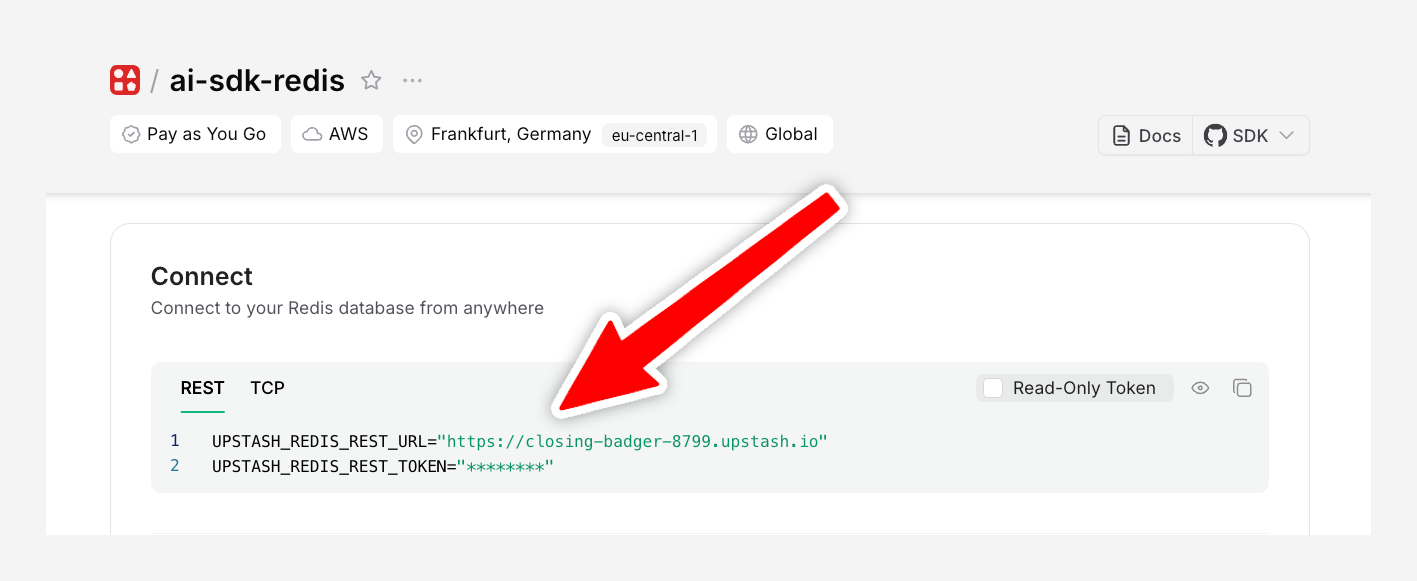 / ai-sdk-redis
Pay as You Go AWS Frankfurt, Germany eu-central-1 Global
Docs SDK
Connect
Connect to your Redis database from anywhere
REST TCP
Read-Only Token
1 UPSTASH_REDIS_REST_URL="https://closing-badger-8799.upstash.io"
2 UPSTASH_REDIS_REST_TOKEN="********"